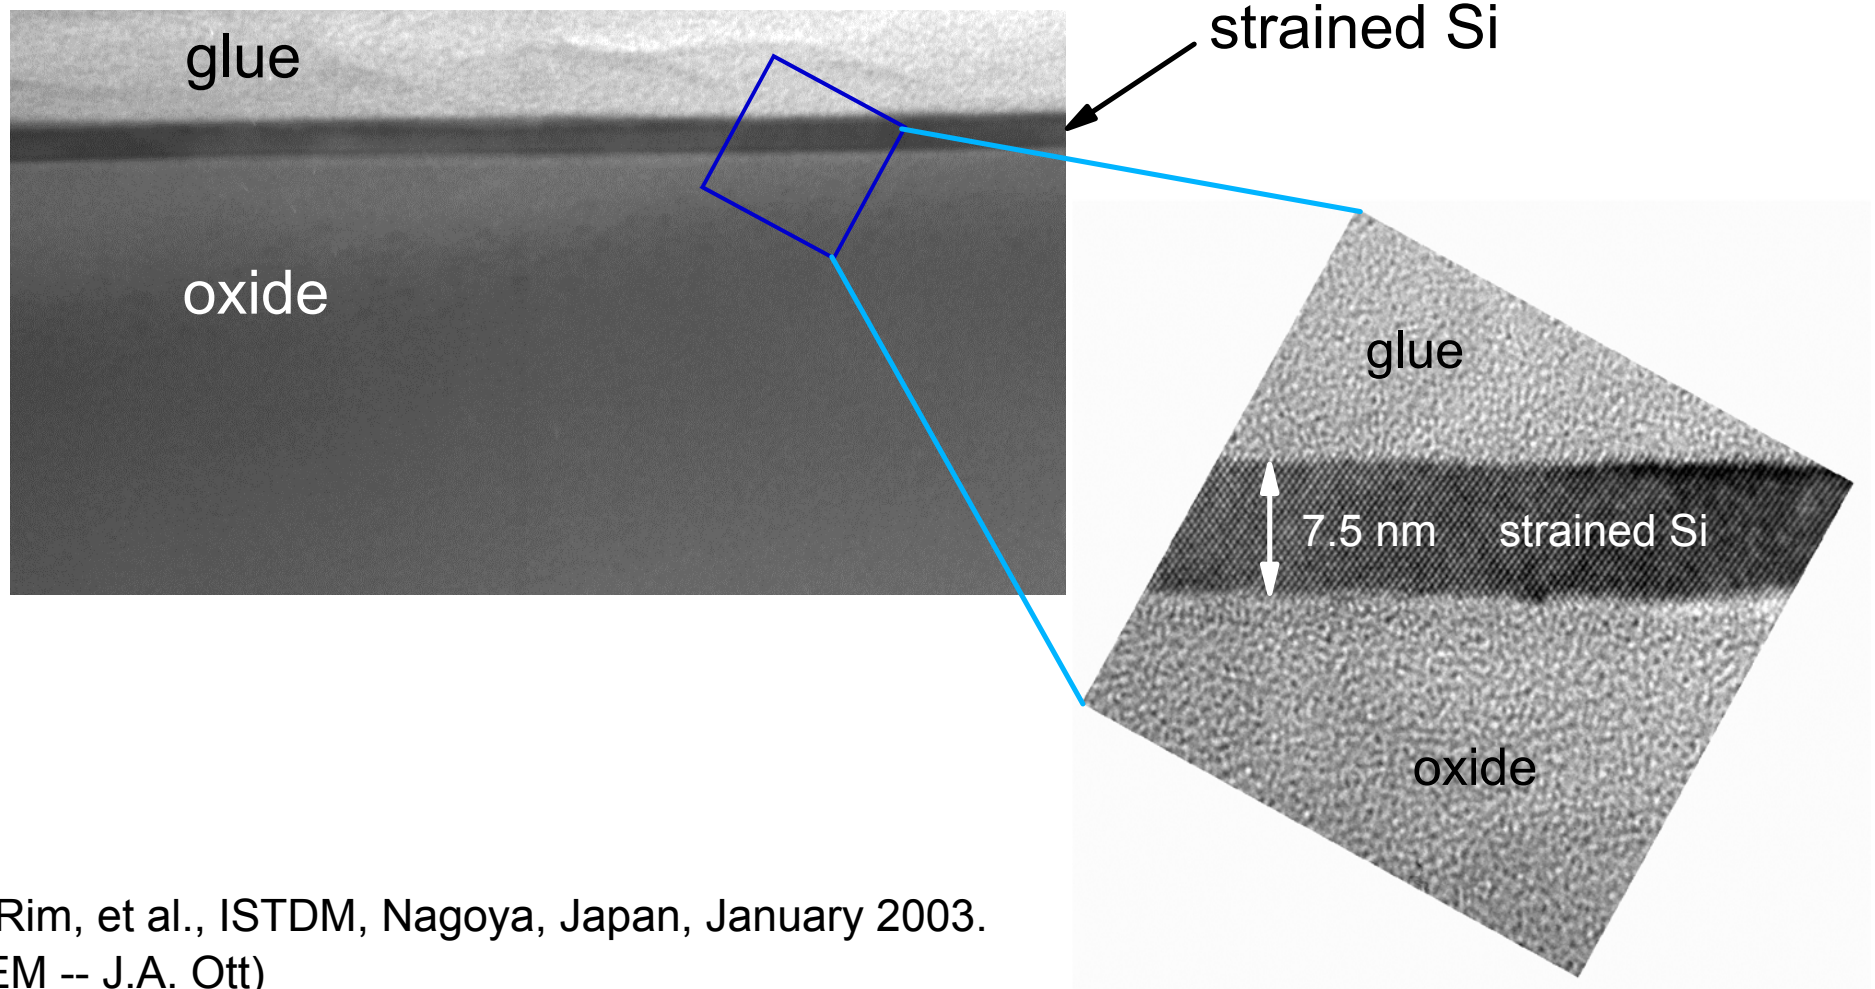 glue
strained Si
oxide
glue
7.5 nm strained Si
oxide
Rim, et al., ISTDM, Nagoya, Japan, January 2003.
EM -- J.A. Ott)